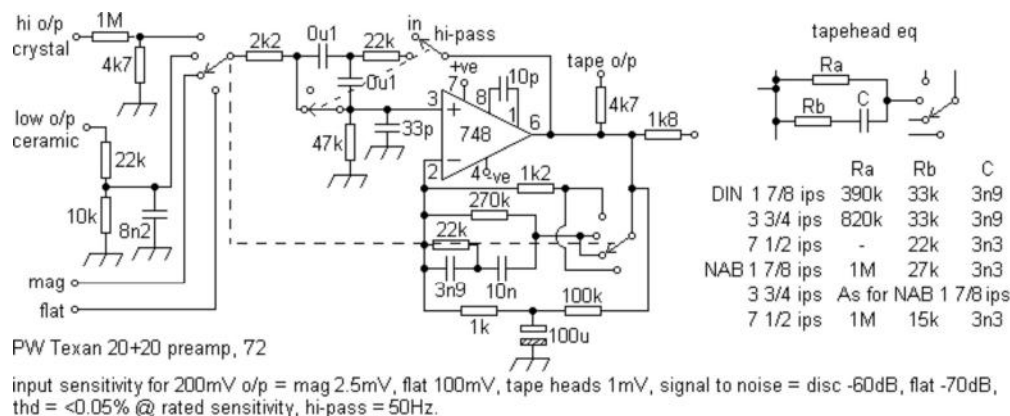 hi o/p
crystal
1M
4k7
2k2
0u1
22k
in
hi-pass
0u1
+ve
7
10p
8
1
3
+
748
6
tape o/p
4k7
1k8
33p
47k
2
−
4
-ve
low o/p
ceramic
22k
10k
8n2
mag
flat
1k2
270k
22k
3n9
10n
1k
100k
100u
tapehead eq
Ra
Rb
C
Ra Rb C
DIN 1 7/8 ips 390k 33k 3n9
3 3/4 ips 820k 33k 3n9
7 1/2 ips - 22k 3n3
NAB 1 7/8 ips 1M 27k 3n3
3 3/4 ips As for NAB 1 7/8 ips
7 1/2 ips 1M 15k 3n3
PW Texan 20+20 preamp, 72
input sensitivity for 200mV o/p = mag 2.5mV, flat 100mV, tape heads 1mV, signal to noise = disc -60dB, flat -70dB,
thd = <0.05% @ rated sensitivity, hi-pass = 50Hz.